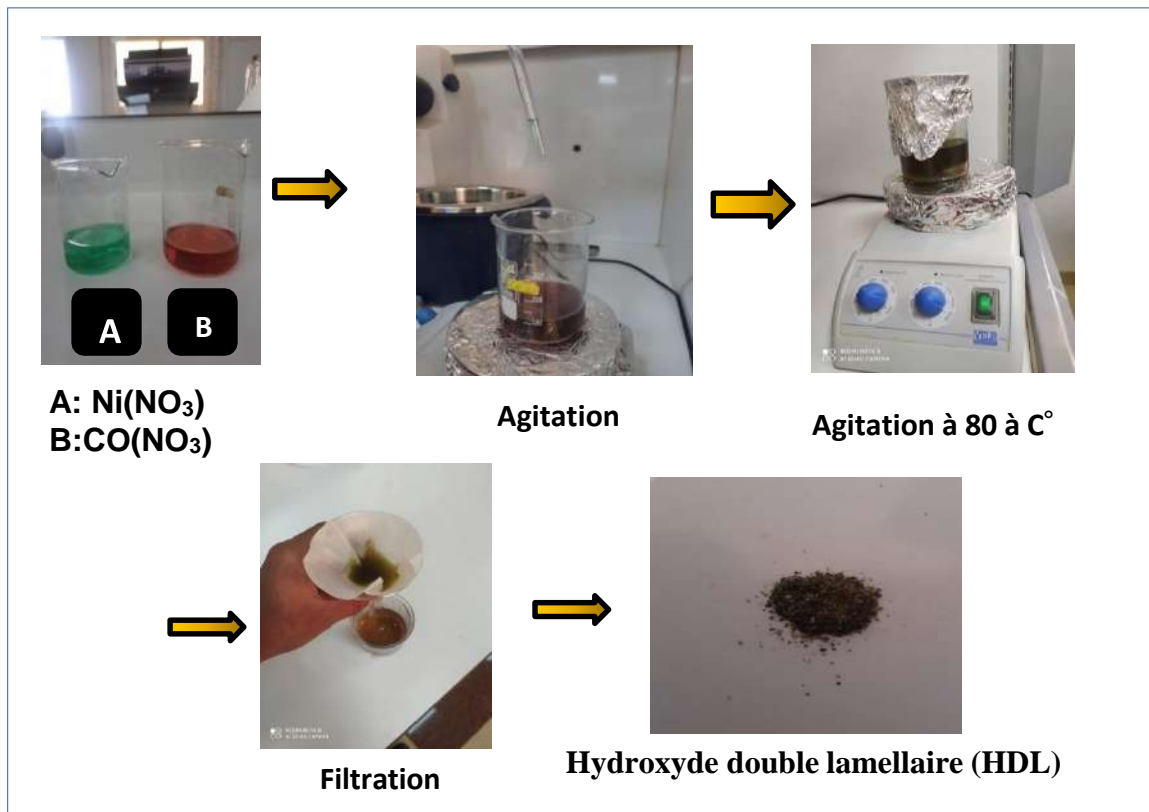 A
B
A: Ni(NO₃)
B:CO(NO₃)
Agitation
Agitation à 80 à C°
Filtration
Hydroxyde double lamellaire (HDL)